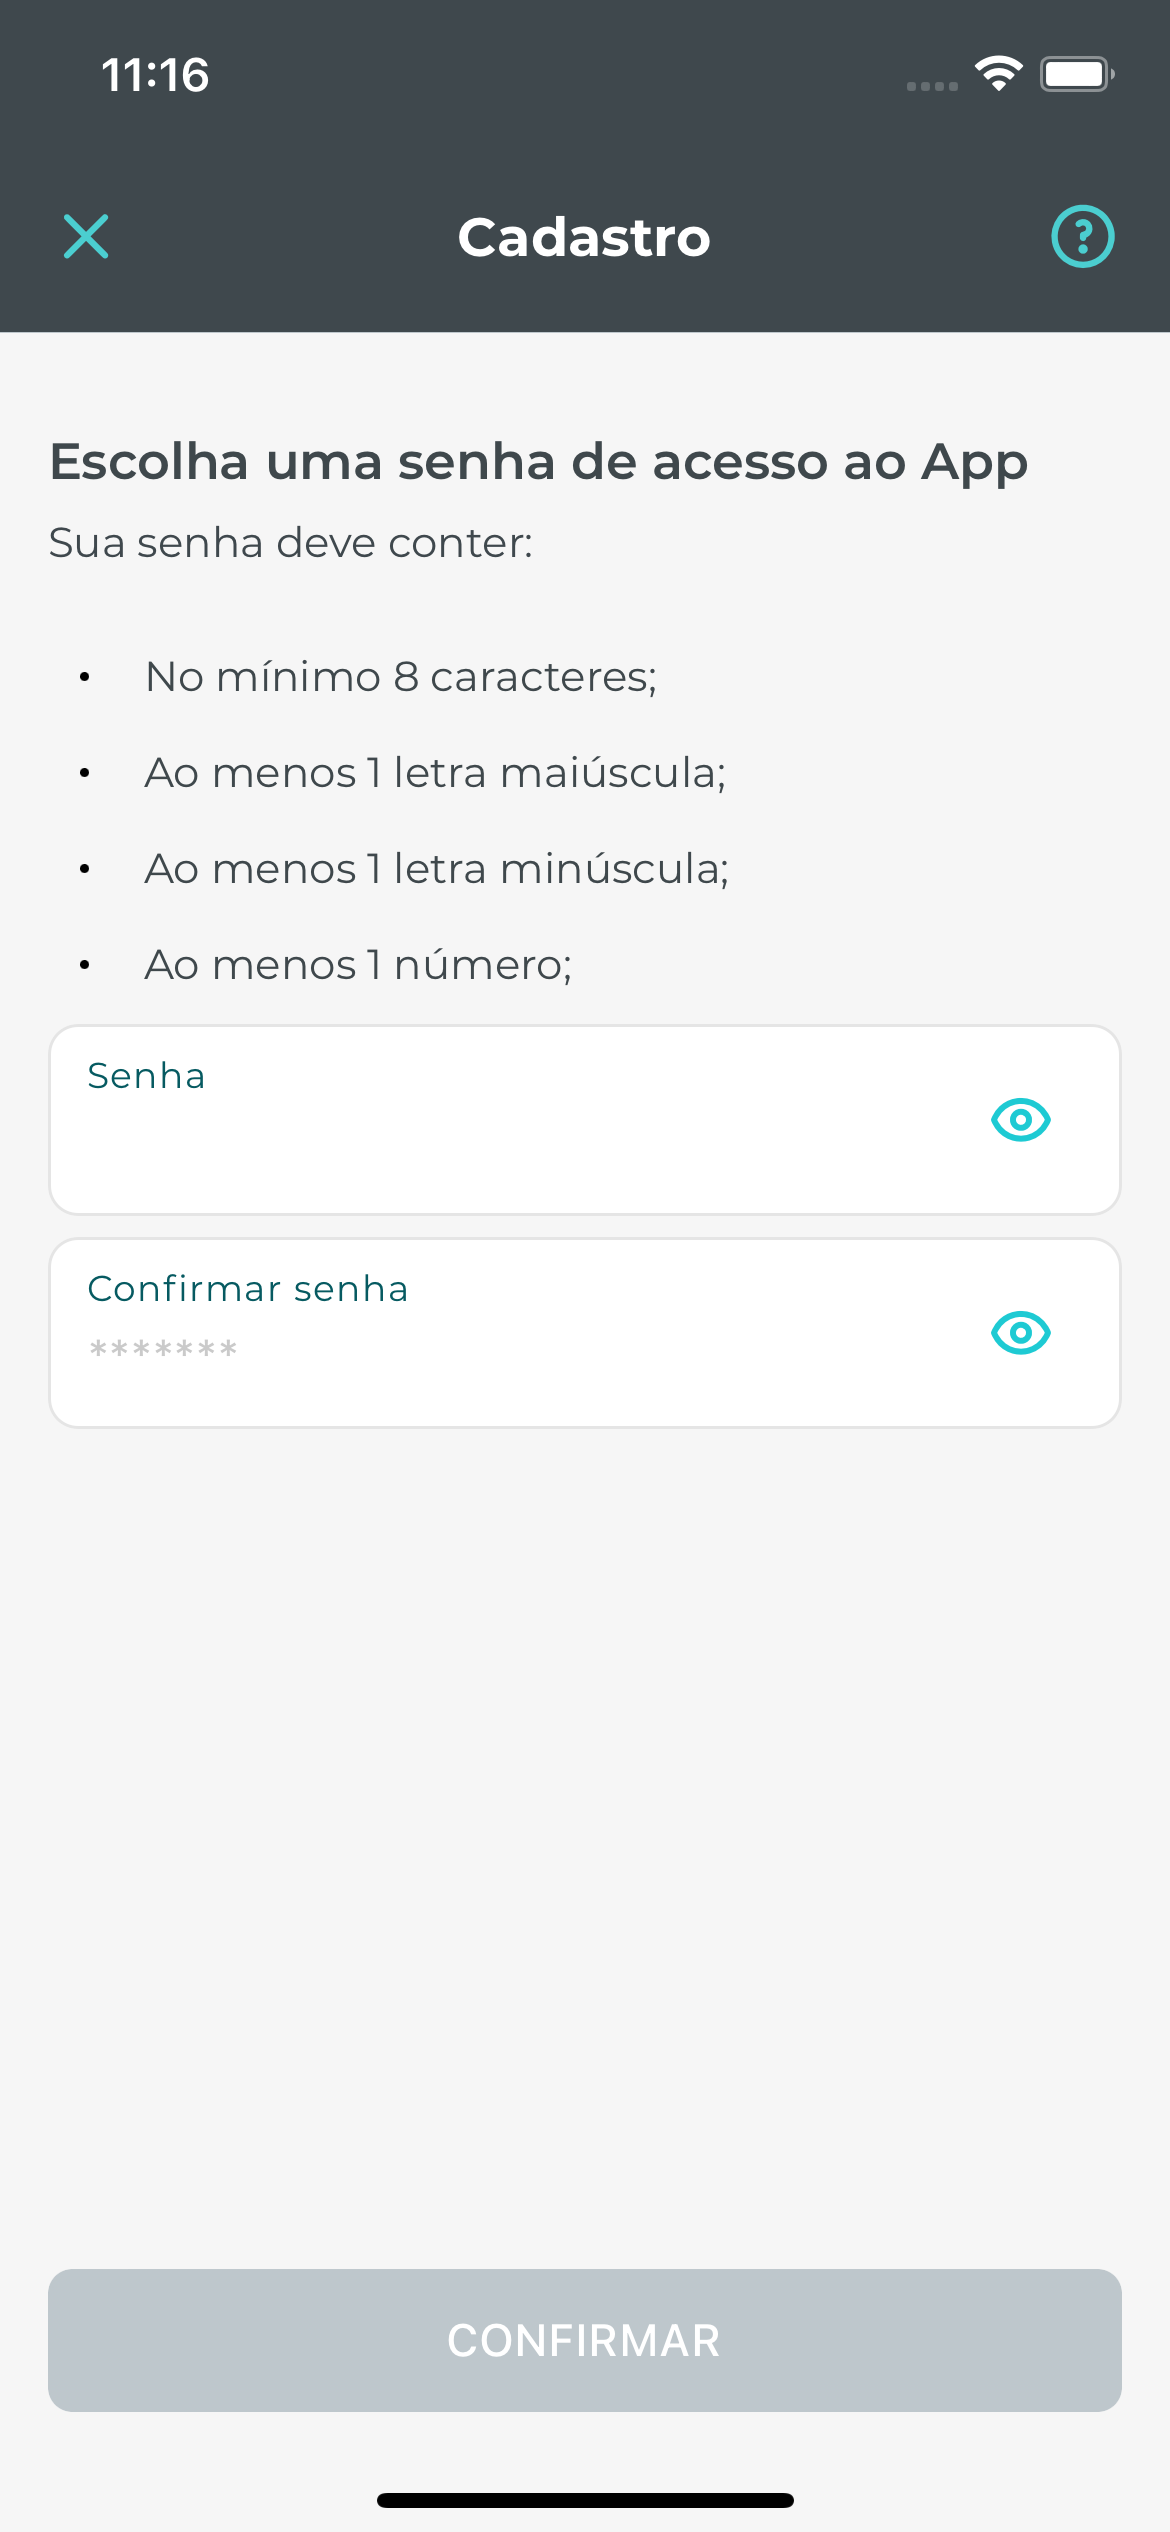 11:16
Cadastro
Escolha uma senha de acesso ao App
Sua senha deve conter:
• No mínimo 8 caracteres;
• Ao menos 1 letra maiúscula;
• Ao menos 1 letra minúscula;
• Ao menos 1 número;
Senha
Confirmar senha
*******
CONFIRMAR